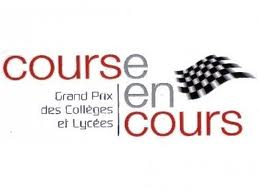 course
en
cours
Grand Prix
des Collèges
et Lycées